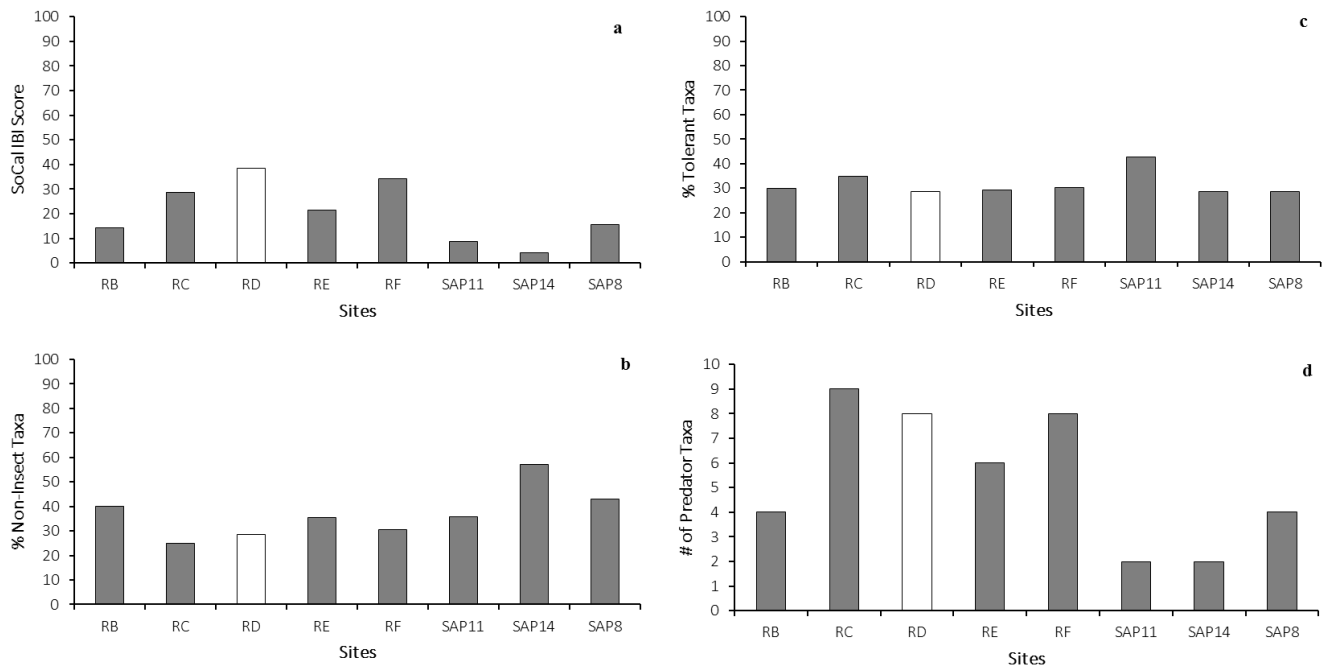 a
SoCal IBI Score
100
90
80
70
60
50
40
30
20
10
0
RB RC RD RE RF SAP11 SAP14 SAP8
Sites
b
% Non-Insect Taxa
100
90
80
70
60
50
40
30
20
10
0
RB RC RD RE RF SAP11 SAP14 SAP8
Sites
c
% Tolerant Taxa
100
90
80
70
60
50
40
30
20
10
0
RB RC RD RE RF SAP11 SAP14 SAP8
Sites
d
# of Predator Taxa
10
9
8
7
6
5
4
3
2
1
0
RB RC RD RE RF SAP11 SAP14 SAP8
Sites